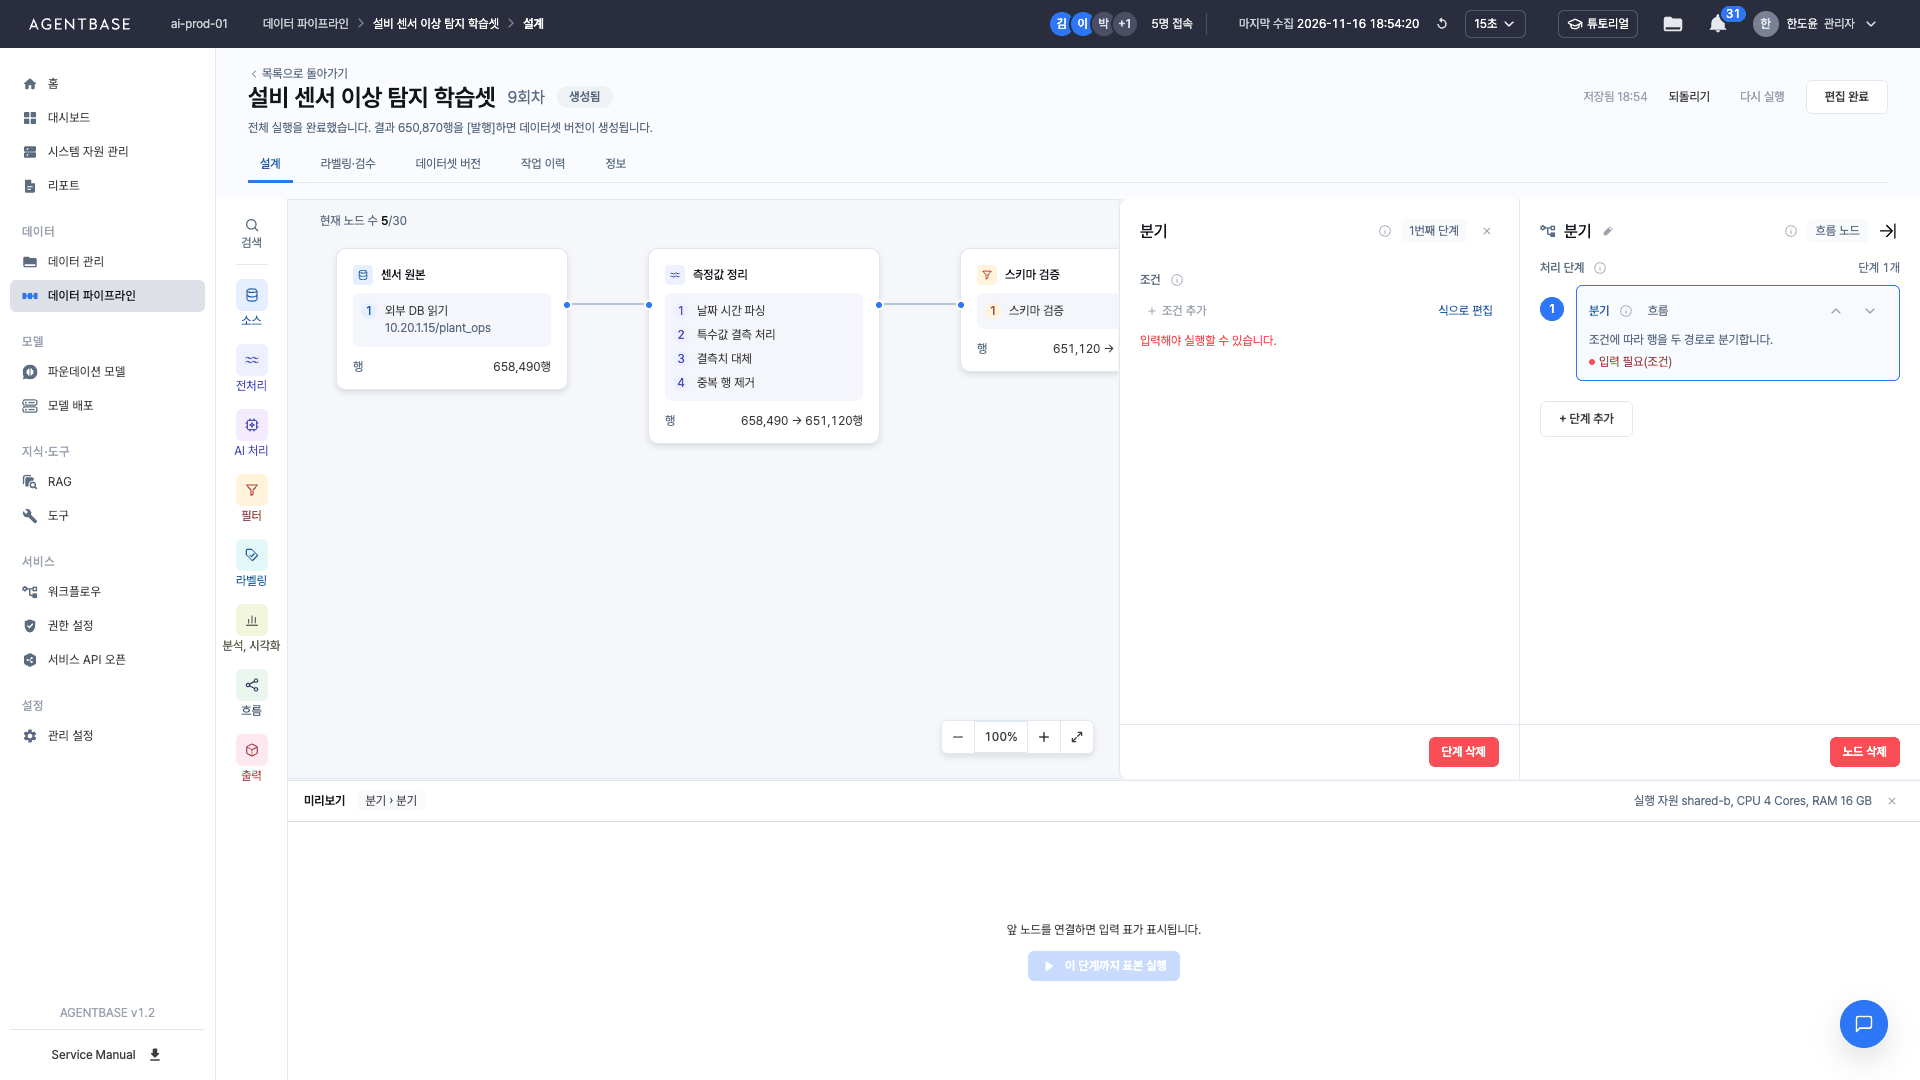 AGENTBASE
ai-prod-01
데이터 파이프라인 > 설비 센서 이상 탐지 학습셋 > 설계
김 이 박 +1 5명 접속
마지막 수집 2026-11-16 18:54:20
15초
튜토리얼
31
한 한도윤 관리자
홈
대시보드
시스템 자원 관리
리포트
데이터
데이터 관리
데이터 파이프라인
모델
파운데이션 모델
모델 배포
지식·도구
RAG
도구
서비스
워크플로우
권한 설정
서비스 API 오픈
설정
관리 설정
AGENTBASE v1.2
Service Manual
목록으로 돌아가기
설비 센서 이상 탐지 학습셋 9회차 생성됨
전체 실행을 완료했습니다. 결과 650,870행을 [발행]하면 데이터셋 버전이 생성됩니다.
저장됨 18:54 되돌리기 다시 실행 편집 완료
설계 라벨링·검수 데이터셋 버전 작업 이력 정보
검색
소스
전처리
AI 처리
필터
라벨링
분석, 시각화
흐름
출력
현재 노드 수 5/30
센서 원본
1 외부 DB 읽기
10.20.1.15/plant_ops
행 658,490행
측정값 정리
1 날짜 시간 파싱
2 특수값 결측 처리
3 결측치 대체
4 중복 행 제거
행 658,490 → 651,120행
스키마 검증
1 스키마 검증
행 651,120 →
100%
분기 1번째 단계
조건
+ 조건 추가 식으로 편집
입력해야 실행할 수 있습니다.
단계 삭제
분기 흐름 노드
처리 단계 단계 1개
1 분기 흐름
조건에 따라 행을 두 경로로 분기합니다.
입력 필요(조건)
+ 단계 추가
노드 삭제
미리보기 분기 › 분기
실행 자원 shared-b, CPU 4 Cores, RAM 16 GB
앞 노드를 연결하면 입력 표가 표시됩니다.
이 단계까지 표본 실행